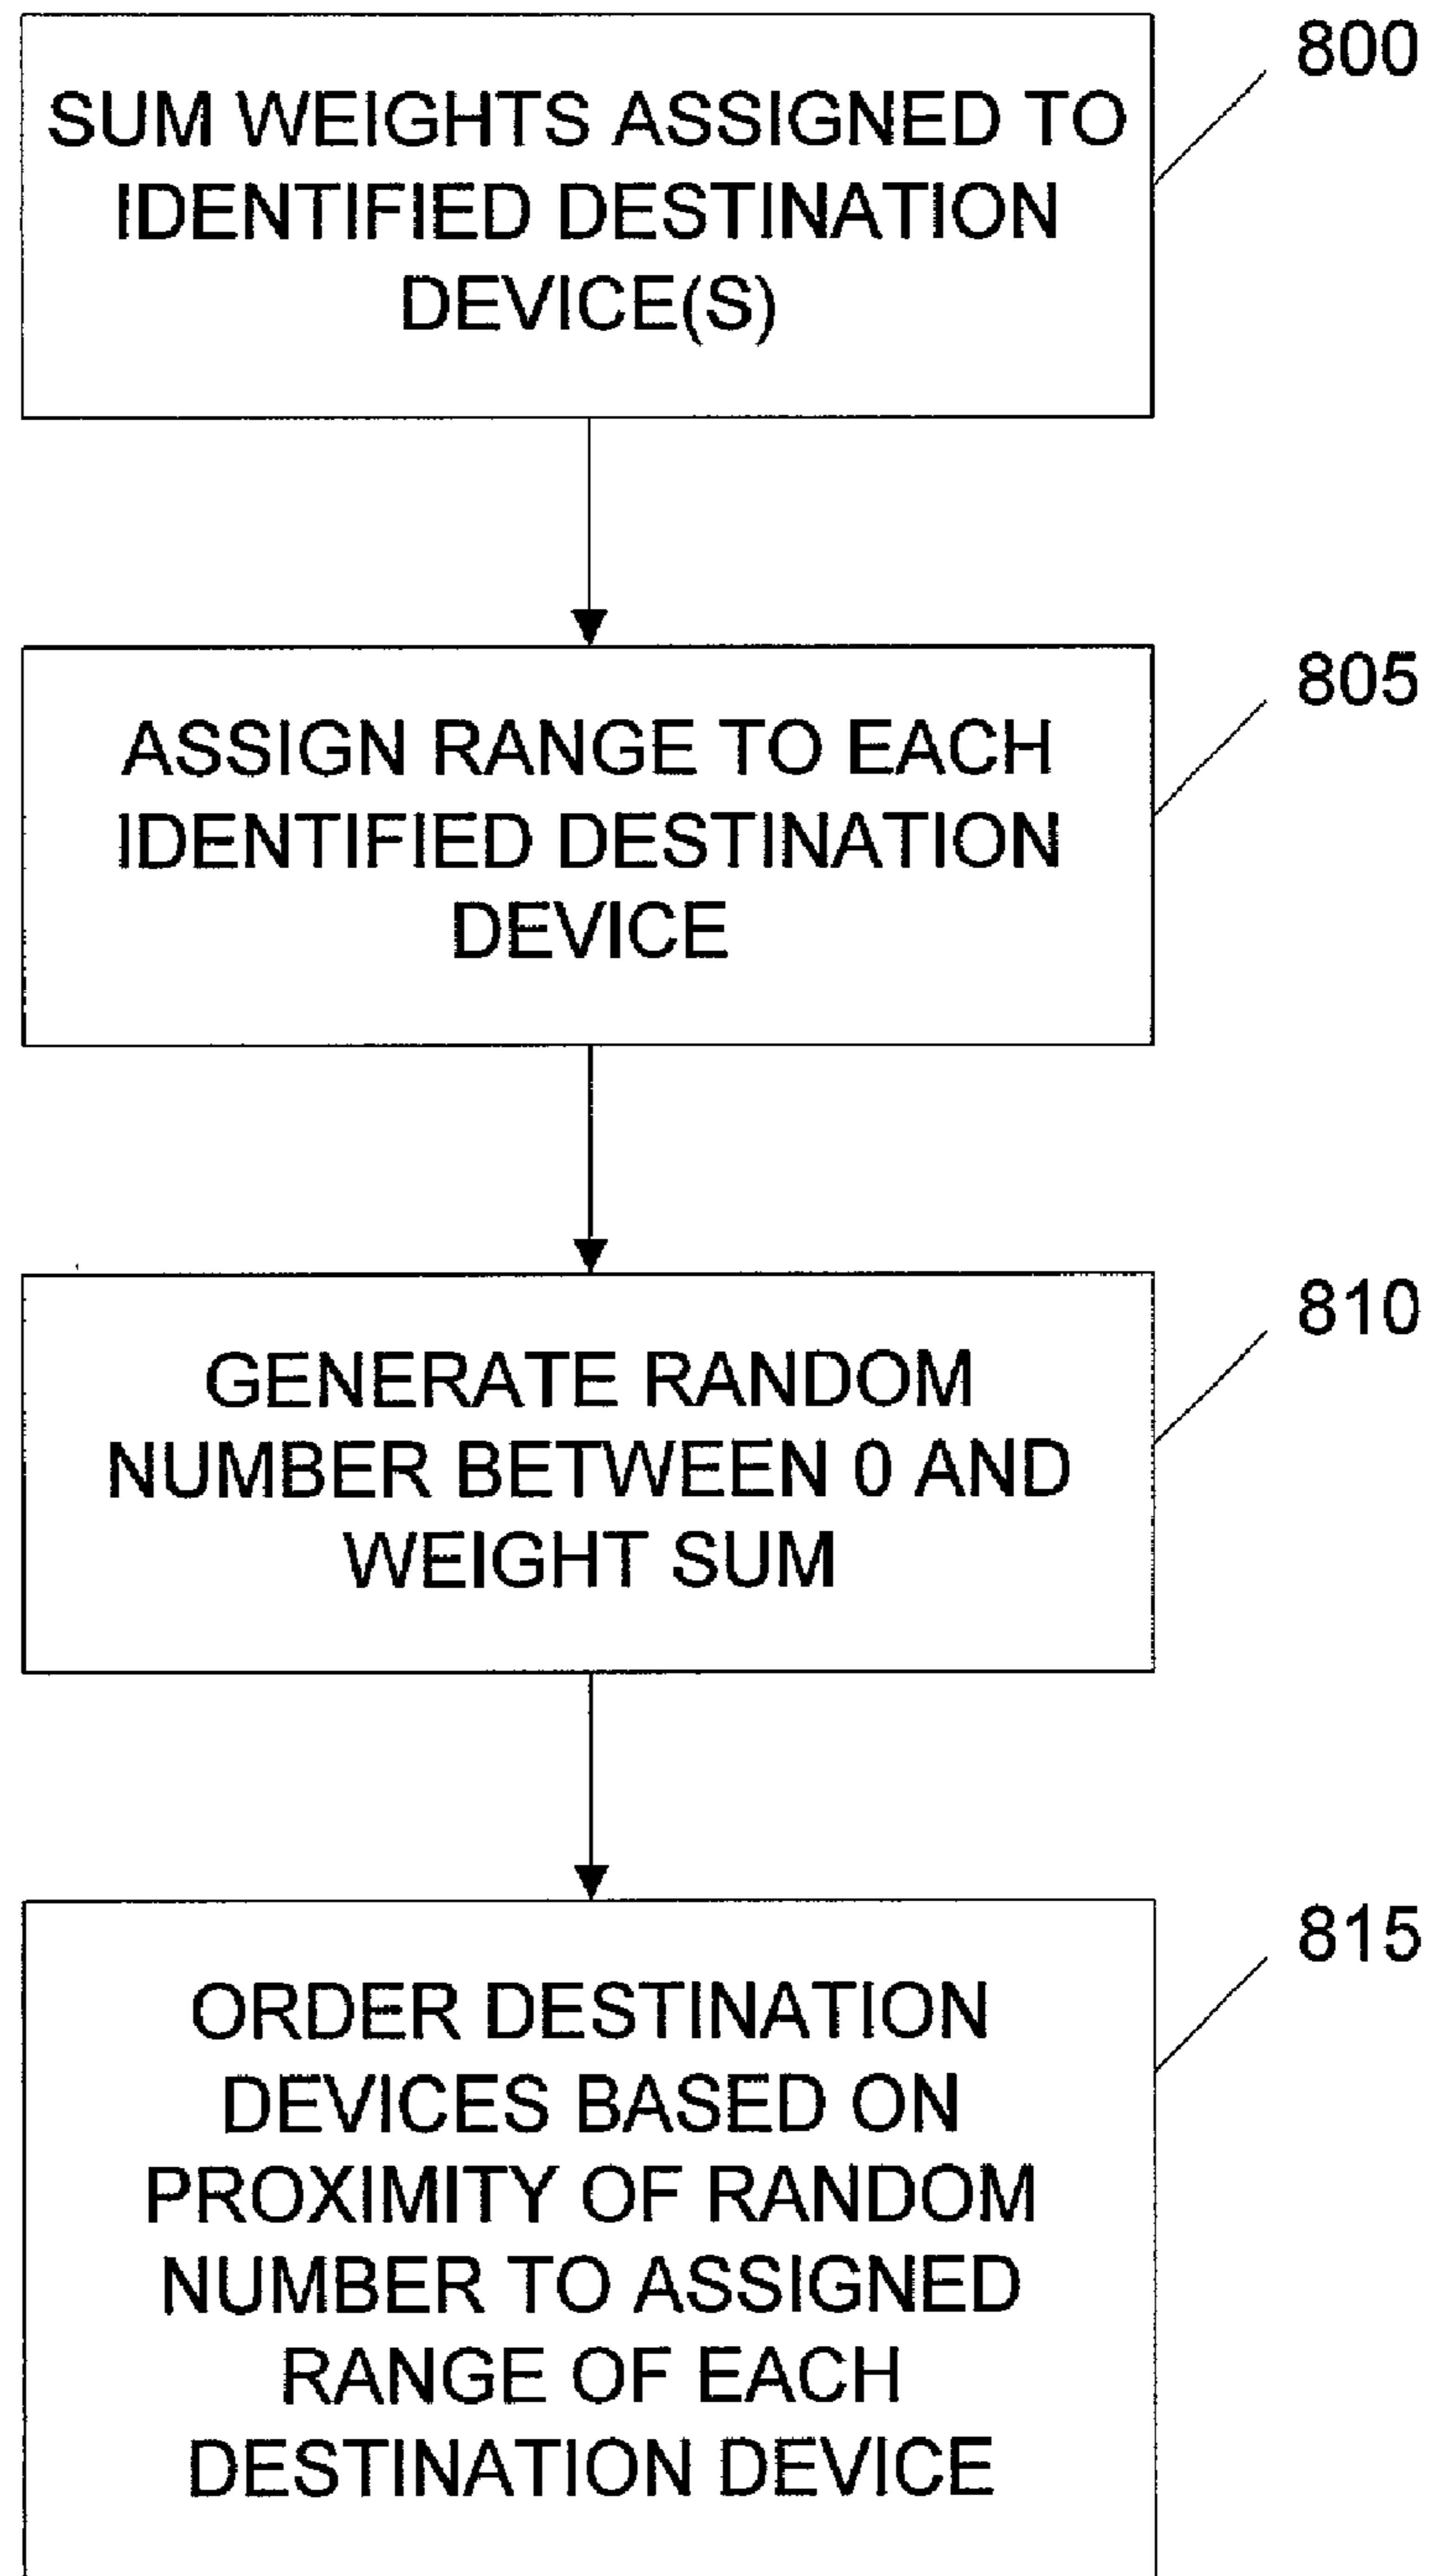 800
SUM WEIGHTS ASSIGNED TO
IDENTIFIED DESTINATION
DEVICE(S)
805
ASSIGN RANGE TO EACH
IDENTIFIED DESTINATION
DEVICE
810
GENERATE RANDOM
NUMBER BETWEEN 0 AND
WEIGHT SUM
815
ORDER DESTINATION
DEVICES BASED ON
PROXIMITY OF RANDOM
NUMBER TO ASSIGNED
RANGE OF EACH
DESTINATION DEVICE